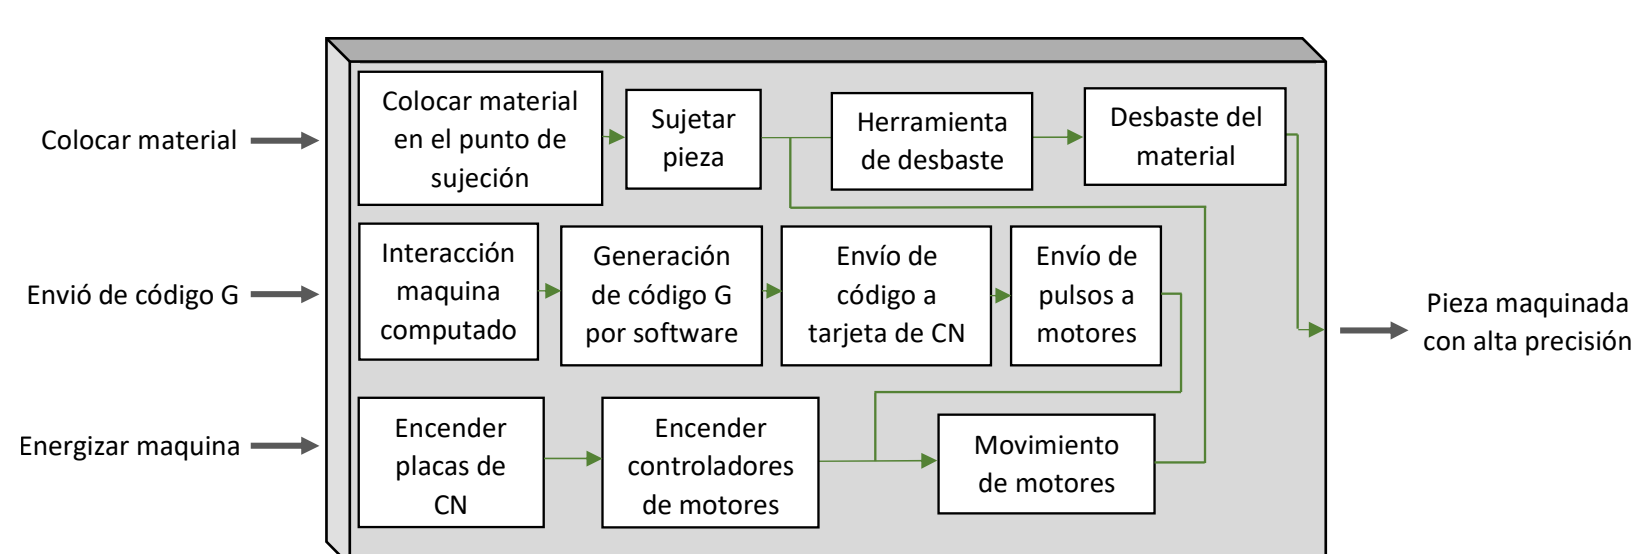 Colocar material
Colocar material
en el punto de
sujeción
Sujetar
pieza
Herramienta
de desbaste
Desbaste del
material
Envió de código G
Interacción
maquina
computado
Generación
de código G
por software
Envío de
código a
tarjeta de CN
Envío de
pulsos a
motores
Pieza maquinada
con alta precisión
Energizar maquina
Encender
placas de
CN
Encender
controladores
de motores
Movimiento
de motores